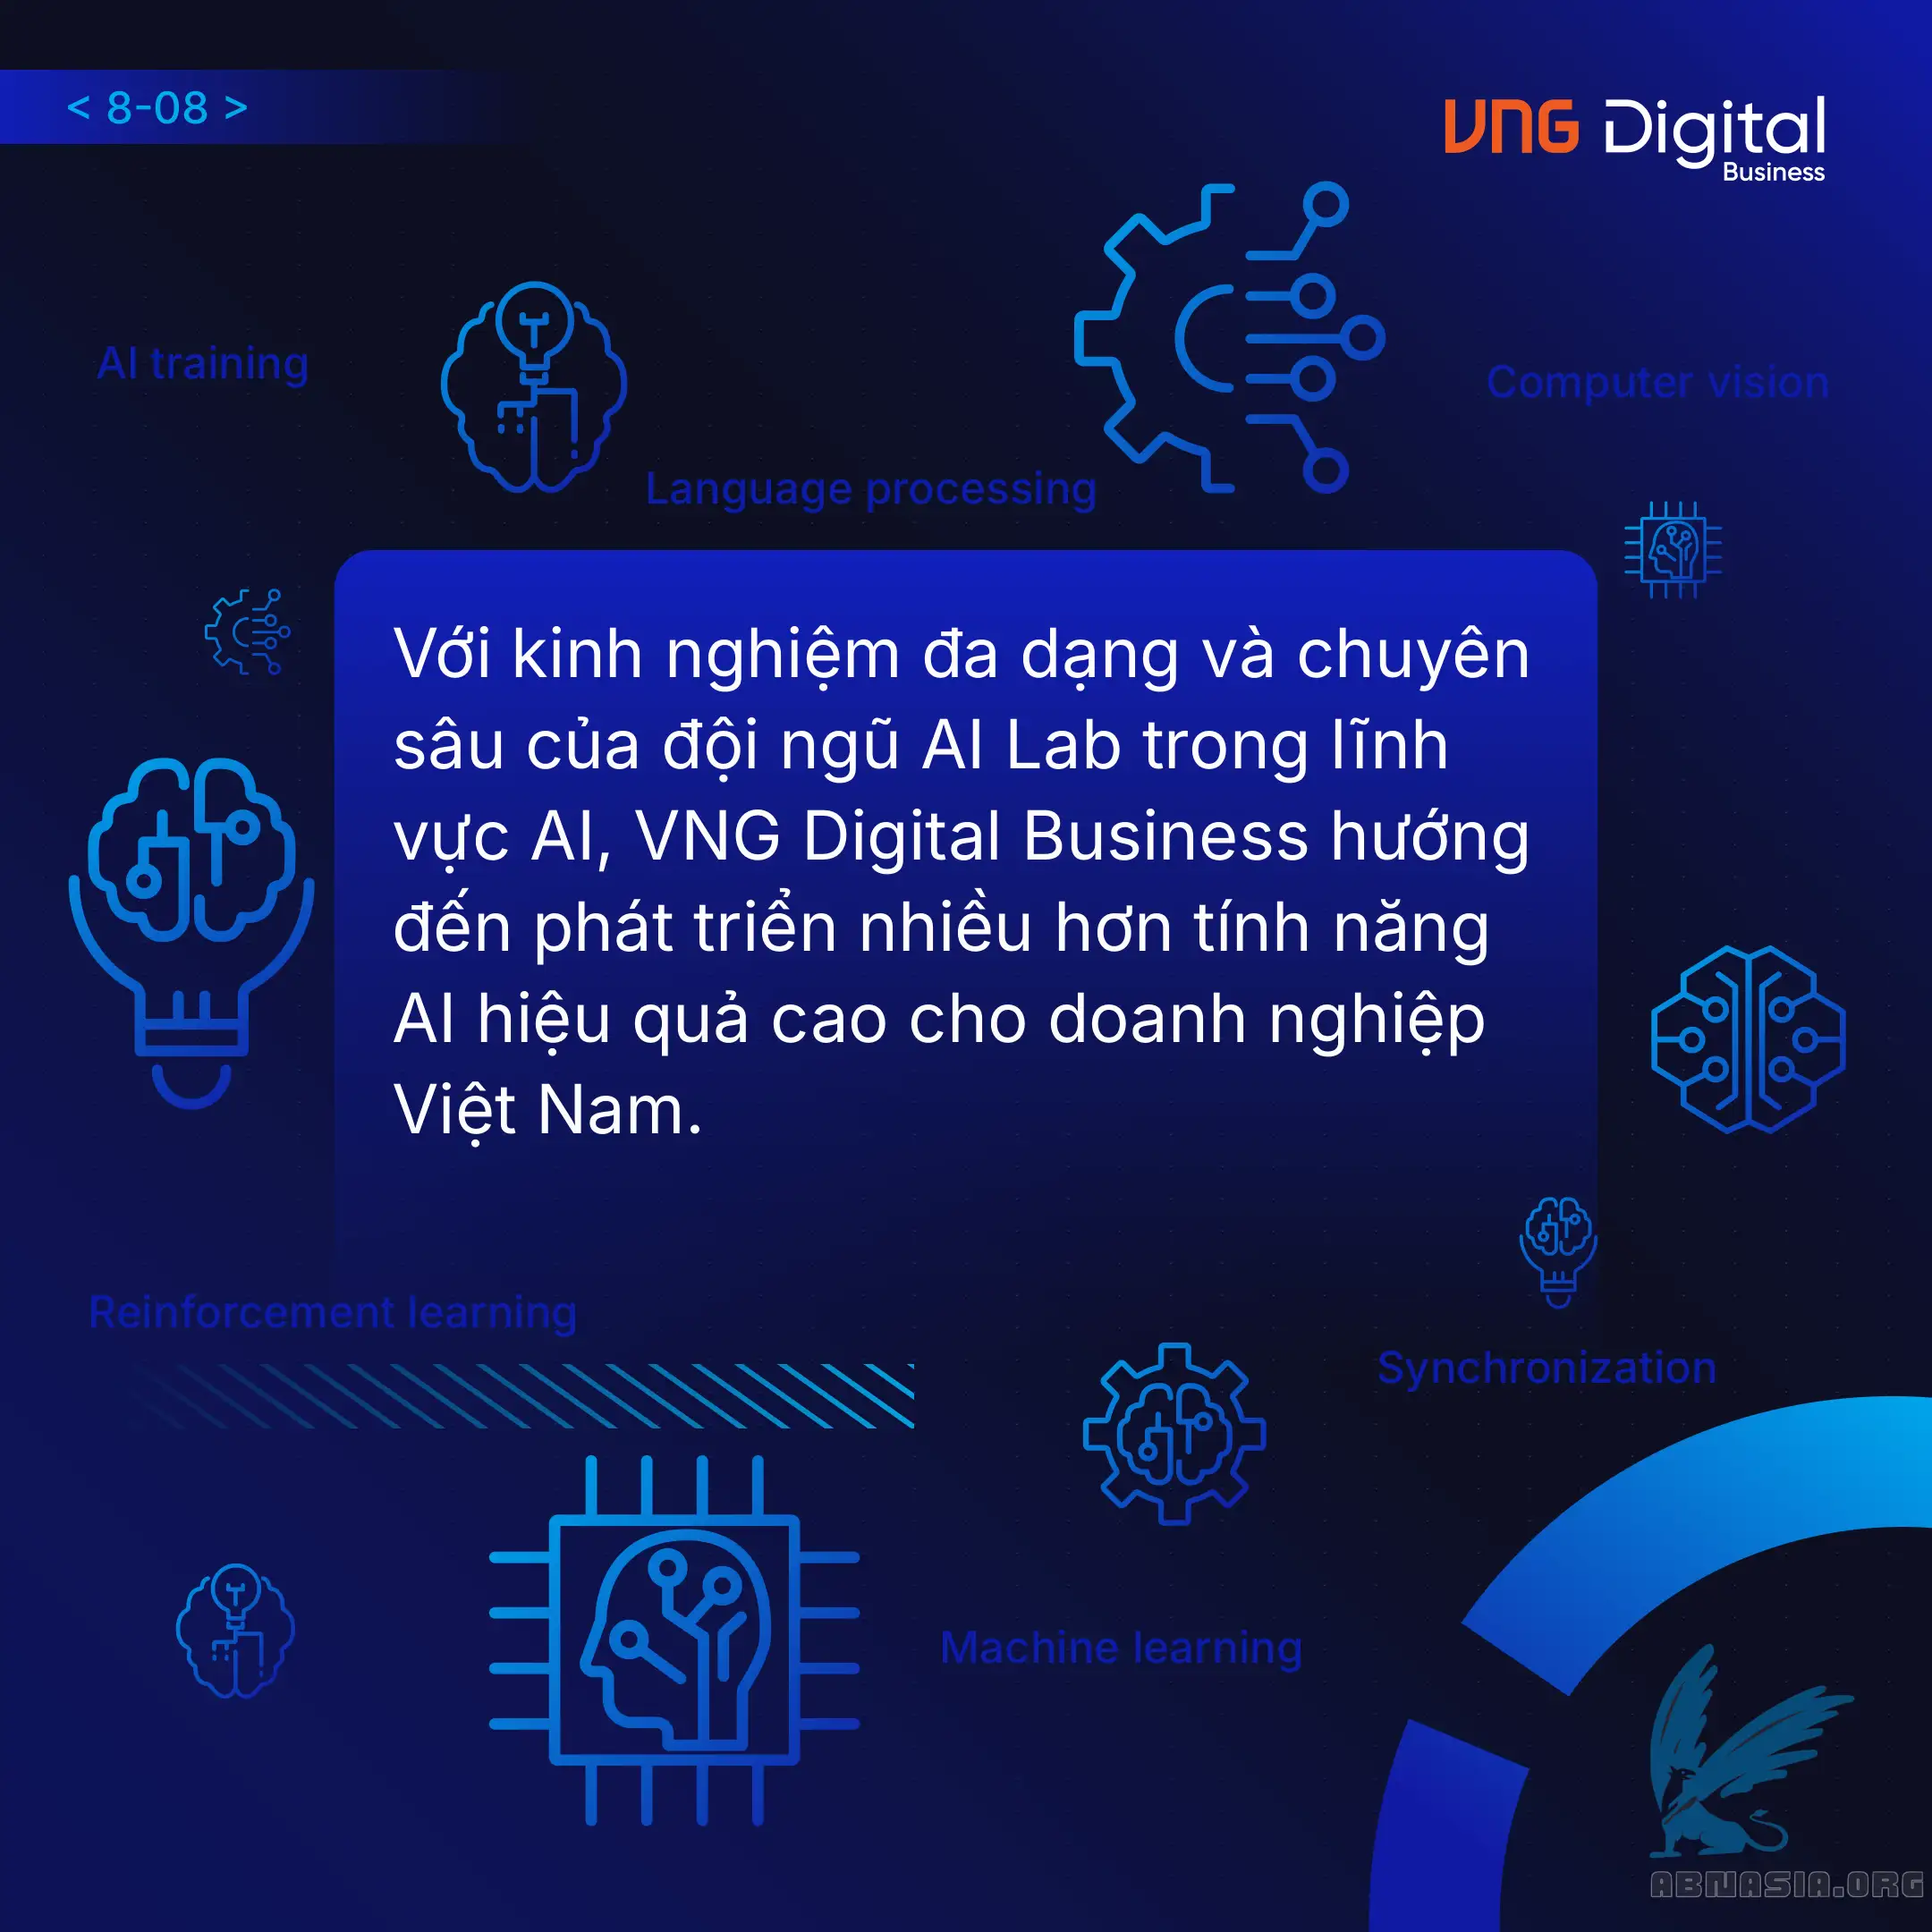 < 8-08 >
VNG Digital
Business
AI training
Computer vision
Language processing
Với kinh nghiệm đa dạng và chuyên
sâu của đội ngũ AI Lab trong lĩnh
vực AI, VNG Digital Business hướng
đến phát triển nhiều hơn tính năng
AI hiệu quả cao cho doanh nghiệp
Việt Nam.
Reinforcement learning
Synchronization
Machine learning
ABNASIA.ORG